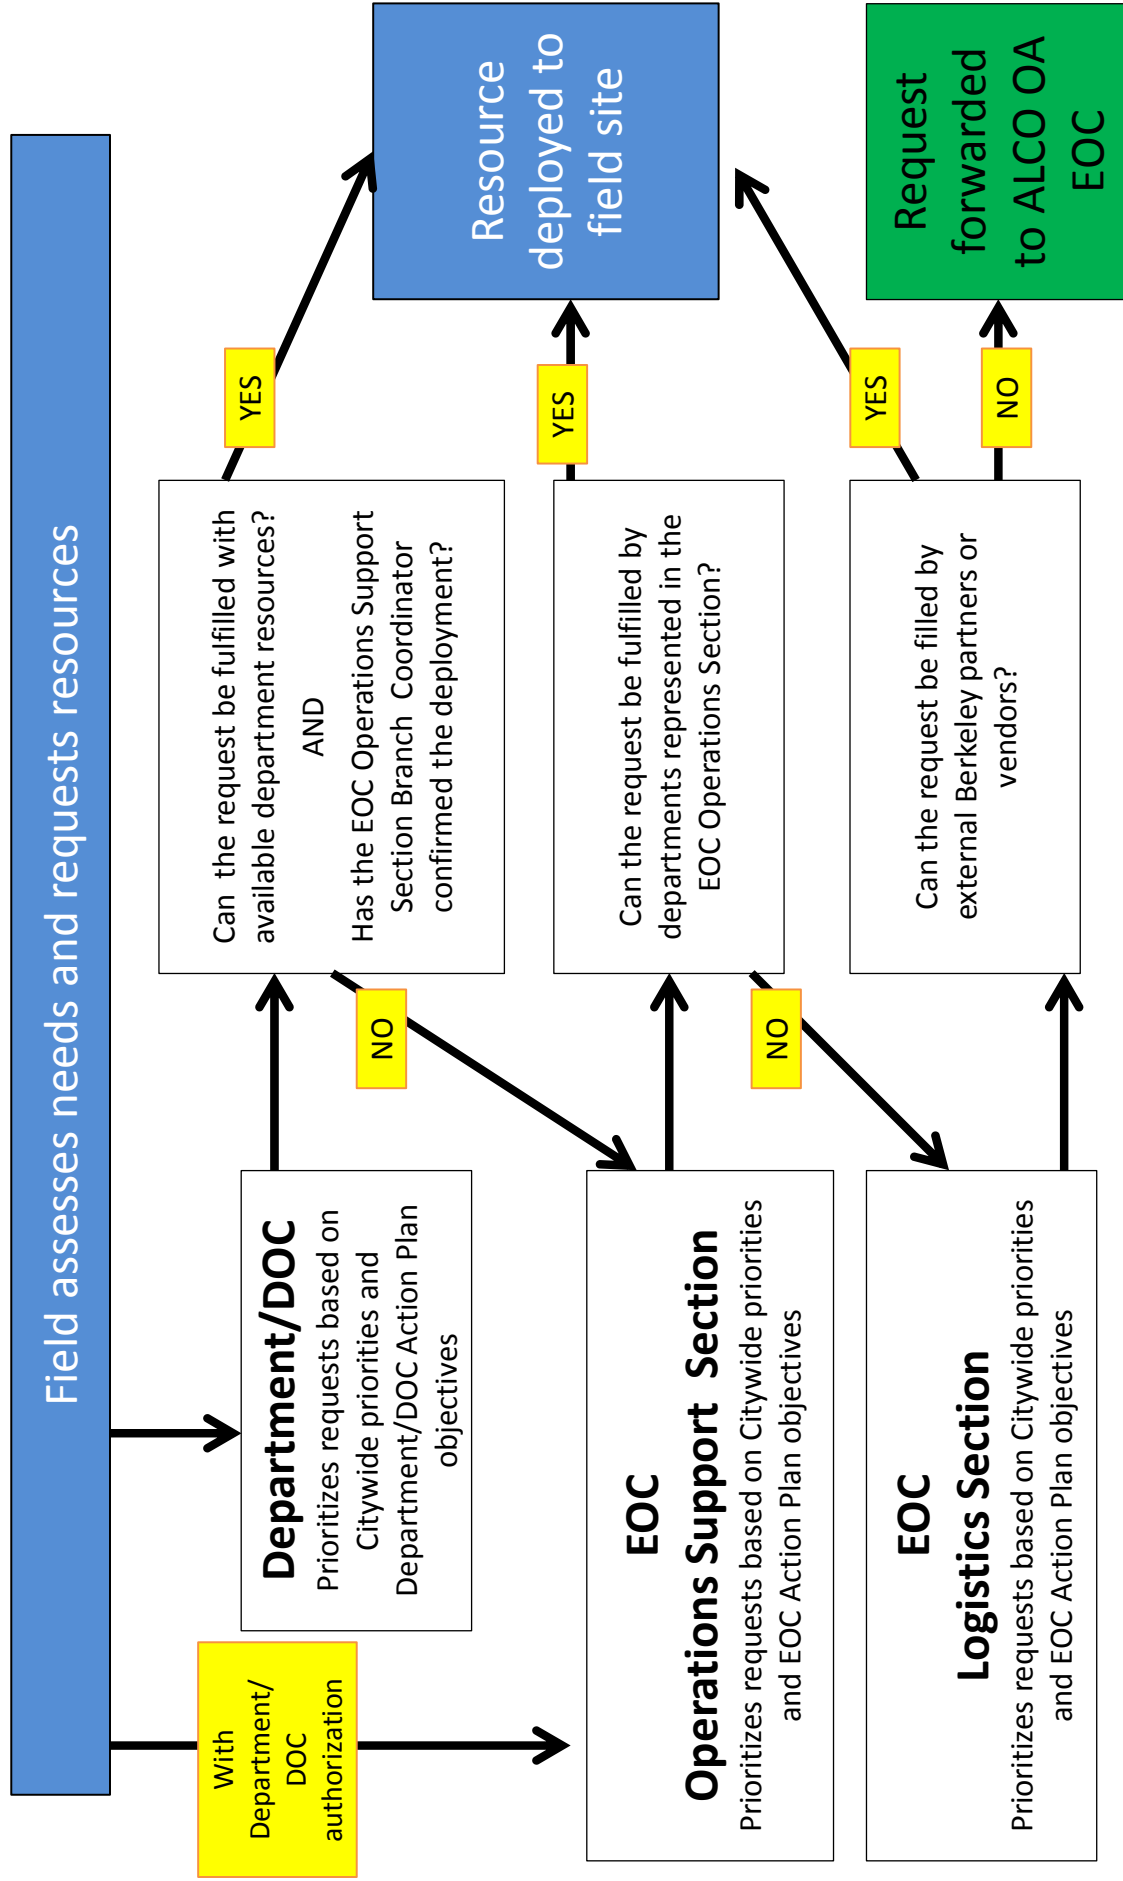 Field assesses needs and requests resources
With
Department/
DOC
authorization
Department/DOC
Prioritizes requests based on
Citywide priorities and
Department/DOC Action Plan
objectives
Can the request be fulfilled with
available department resources?
AND
Has the EOC Operations Support
Section Branch Coordinator
confirmed the deployment?
YES
NO
Resource
deployed to
field site
EOC
Operations Support Section
Prioritizes requests based on Citywide priorities
and EOC Action Plan objectives
Can the request be fulfilled by
departments represented in the
EOC Operations Section?
YES
NO
EOC
Logistics Section
Prioritizes requests based on Citywide priorities
and EOC Action Plan objectives
Can the request be filled by
external Berkeley partners or
vendors?
YES
NO
Request
forwarded
to ALCO OA
EOC